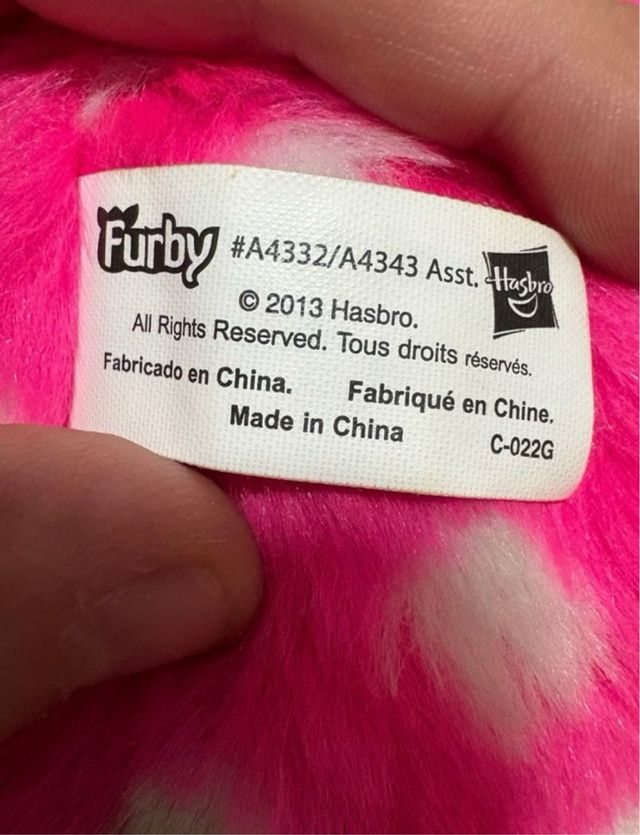 Furby #A4332/A4343 Asst. Hasbro
© 2013 Hasbro.
All Rights Reserved. Tous droits réservés.
Fabricado en China. Fabriqué en Chine.
Made in China C-022G